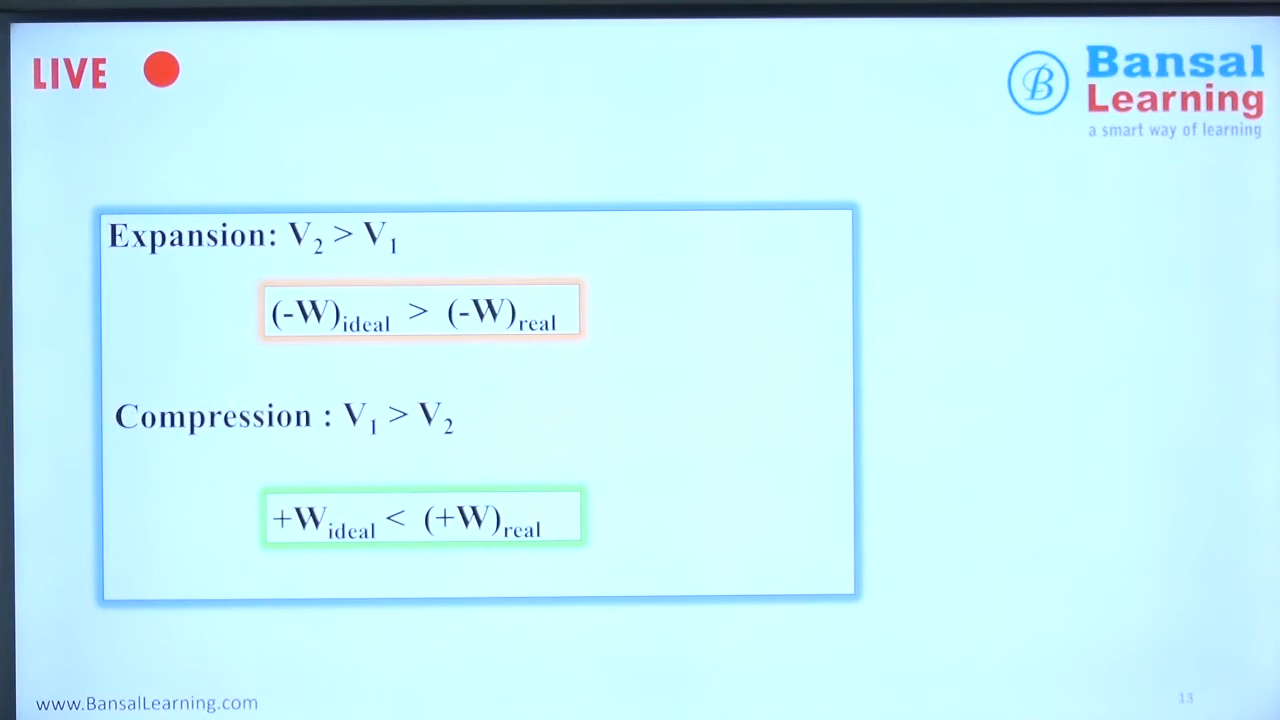 LIVE
B
Bansal
Learning
a smart way of learning
Expansion: V₂ > V₁
(-W)ideal > (-W)real
Compression : V₁ > V₂
+Wideal < (+W)real
www.BansalLearning.com
13